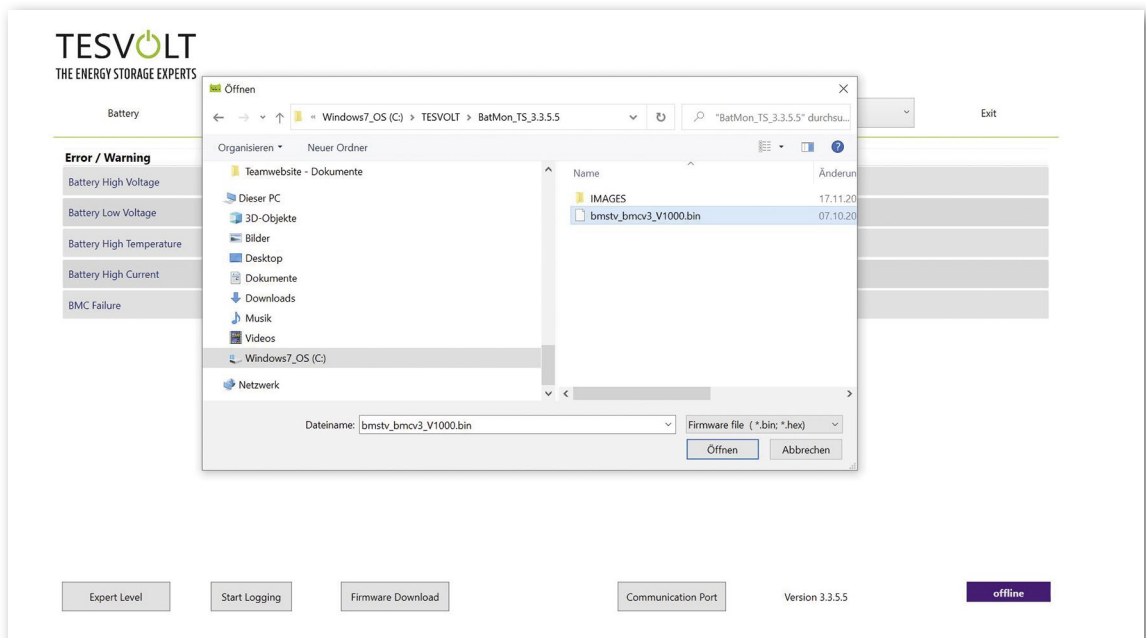 TESVOLT
THE ENERGY STORAGE EXPERTS
Battery
Exit
Error / Warning
Battery High Voltage
Battery Low Voltage
Battery High Temperature
Battery High Current
BMC Failure
Öffnen
« Windows7_OS (C:) > TESVOLT > BatMon_TS_3.3.5.5
"BatMon_TS_3.3.5.5" durchsu...
Organisieren
Neuer Ordner
Teamwebsite - Dokumente
Dieser PC
3D-Objekte
Bilder
Desktop
Dokumente
Downloads
Musik
Videos
Windows7_OS (C:)
Netzwerk
Name
Änderun
IMAGES
17.11.20
bmstv_bmcv3_V1000.bin
07.10.20
Dateiname: bmstv_bmcv3_V1000.bin
Firmware file ( *.bin; *.hex)
Öffnen
Abbrechen
Expert Level
Start Logging
Firmware Download
Communication Port
Version 3.3.5.5
offline